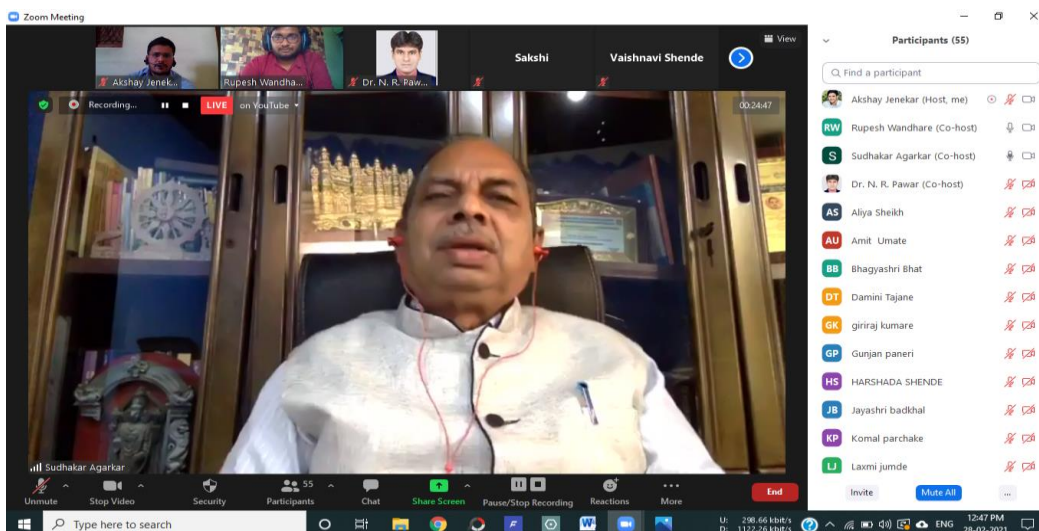 Zoom Meeting
Akshay Jenek...
Rupesh Wandha...
Dr. N. R. Paw...
Sakshi
Vaishnavi Shende
View
Recording...
LIVE
on YouTube
00:24:47
Sudhakar Agarkar
Unmute
Stop Video
Security
55
Participants
Chat
Share Screen
Pause/Stop Recording
Reactions
More
End
Participants (55)
Find a participant
Akshay Jenekar (Host, me)
RW Rupesh Wandhare (Co-host)
S Sudhakar Agarkar (Co-host)
Dr. N. R. Pawar (Co-host)
AS Aliya Sheikh
AU Amit Umate
BB Bhagyashri Bhat
DT Damini Tajane
GK giriraj kumare
GP Gunjan paneri
HS HARSHADA SHENDE
JB Jayashri badkhal
KP Komal parchake
LJ Laxmi jumde
Invite
Mute All
...
Type here to search
U: 298.66 kbit/s
D: 1122.26 kbit/s
ENG
12:47 PM
28-02-2021